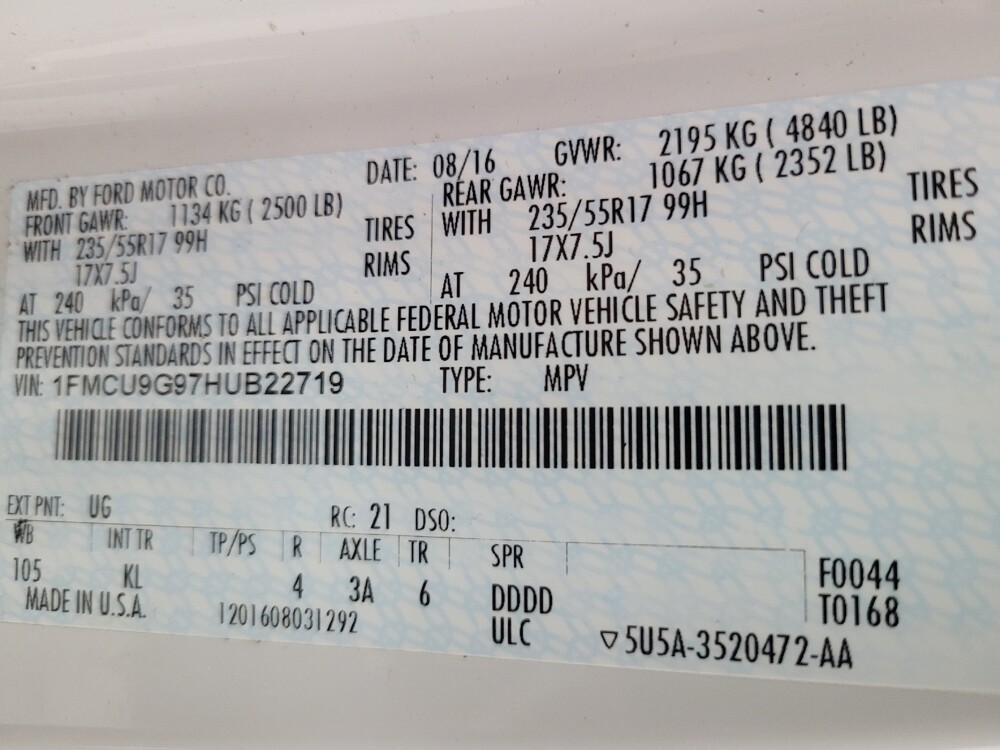 MFD. BY FORD MOTOR CO.
DATE: 08/16
GVWR: 2195 KG ( 4840 LB)
FRONT GAWR: 1134 KG ( 2500 LB)
WITH 235/55R17 99H TIRES
17X7.5J RIMS
AT 240 kPa/ 35 PSI COLD
REAR GAWR: 1067 KG ( 2352 LB)
WITH 235/55R17 99H TIRES
17X7.5J RIMS
AT 240 kPa/ 35 PSI COLD
THIS VEHICLE CONFORMS TO ALL APPLICABLE FEDERAL MOTOR VEHICLE SAFETY AND THEFT
PREVENTION STANDARDS IN EFFECT ON THE DATE OF MANUFACTURE SHOWN ABOVE.
VIN: 1FMCU9G97HUB22719 TYPE: MPV
EXT PNT: UG RC: 21 DSO:
WB INT TR TP/PS R AXLE TR SPR
105 KL 4 3A 6 DDDD F0044
MADE IN U.S.A. 1201608031292 ULC T0168
▽5U5A-3520472-AA